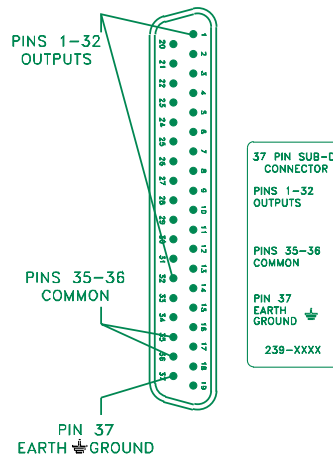 PINS 1-32
OUTPUTS
1
2
3
4
5
6
7
8
9
10
11
12
13
14
15
16
17
18
19
20
21
22
23
24
25
26
27
28
29
30
31
32
33
34
35
36
37
PINS 35-36
COMMON
PIN 37
EARTH GROUND
37 PIN SUB-D
CONNECTOR
PINS 1-32
OUTPUTS
PINS 35-36
COMMON
PIN 37
EARTH
GROUND
239-XXXX